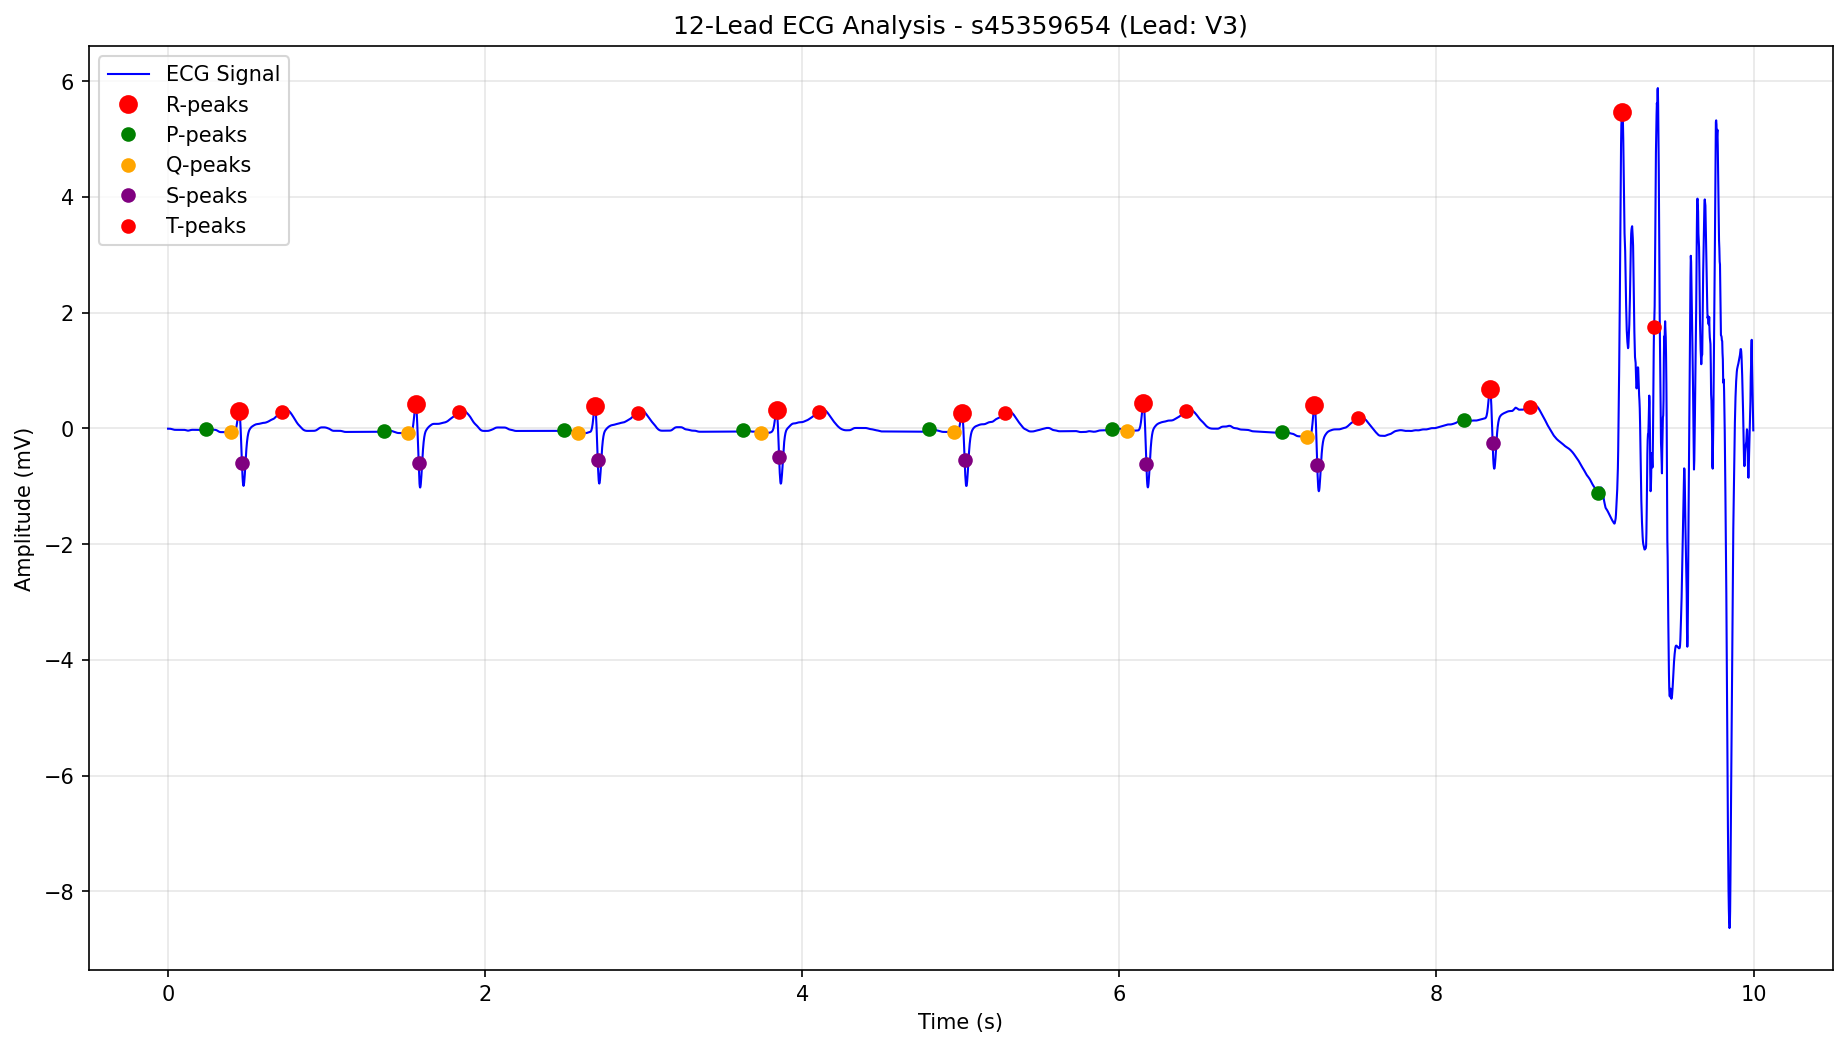 12-Lead ECG Analysis - s45359654 (Lead: V3)
ECG Signal
R-peaks
P-peaks
Q-peaks
S-peaks
T-peaks
Amplitude (mV)
6
4
2
0
−2
−4
−6
−8
0
2
4
6
8
10
Time (s)